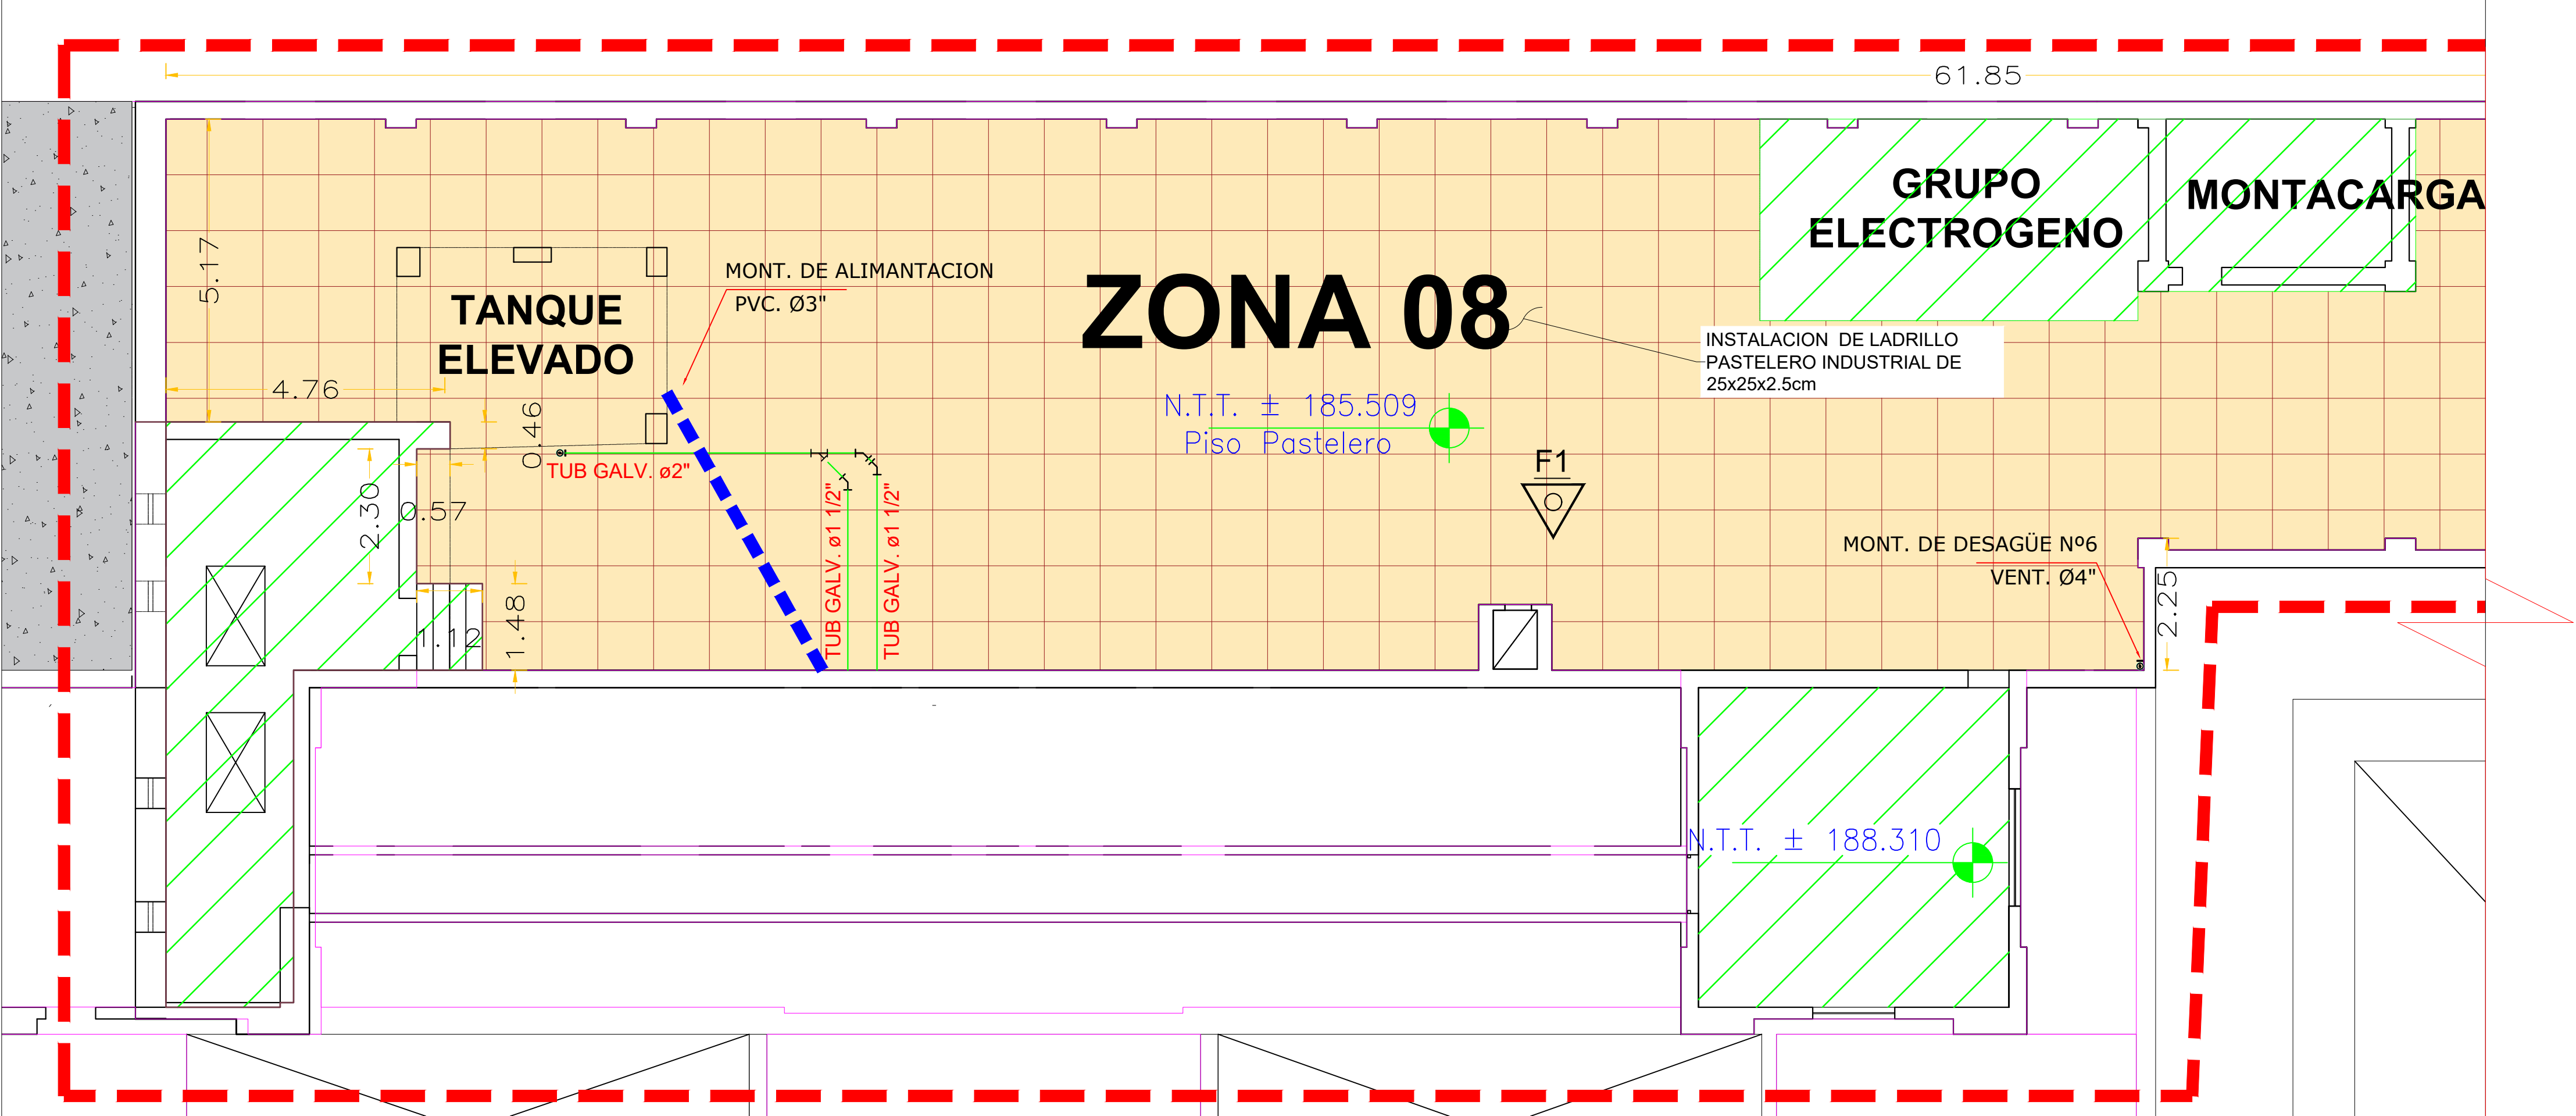 61.85
GRUPO
ELECTROGENO
MONTACARGA
5.17
MONT. DE ALIMANTACION
PVC. Ø3"
TANQUE
ELEVADO
ZONA 08
INSTALACION DE LADRILLO
PASTELERO INDUSTRIAL DE
25x25x2.5cm
4.76
0.46
N.T.T. ± 185.509
Piso Pastelero
TUB GALV. ø2"
F1
2.30
0.57
TUB GALV. ø1 1/2"
TUB GALV. ø1 1/2"
MONT. DE DESAGÜE Nº6
VENT. Ø4"
2.25
1.12
1.48
N.T.T. ± 188.310